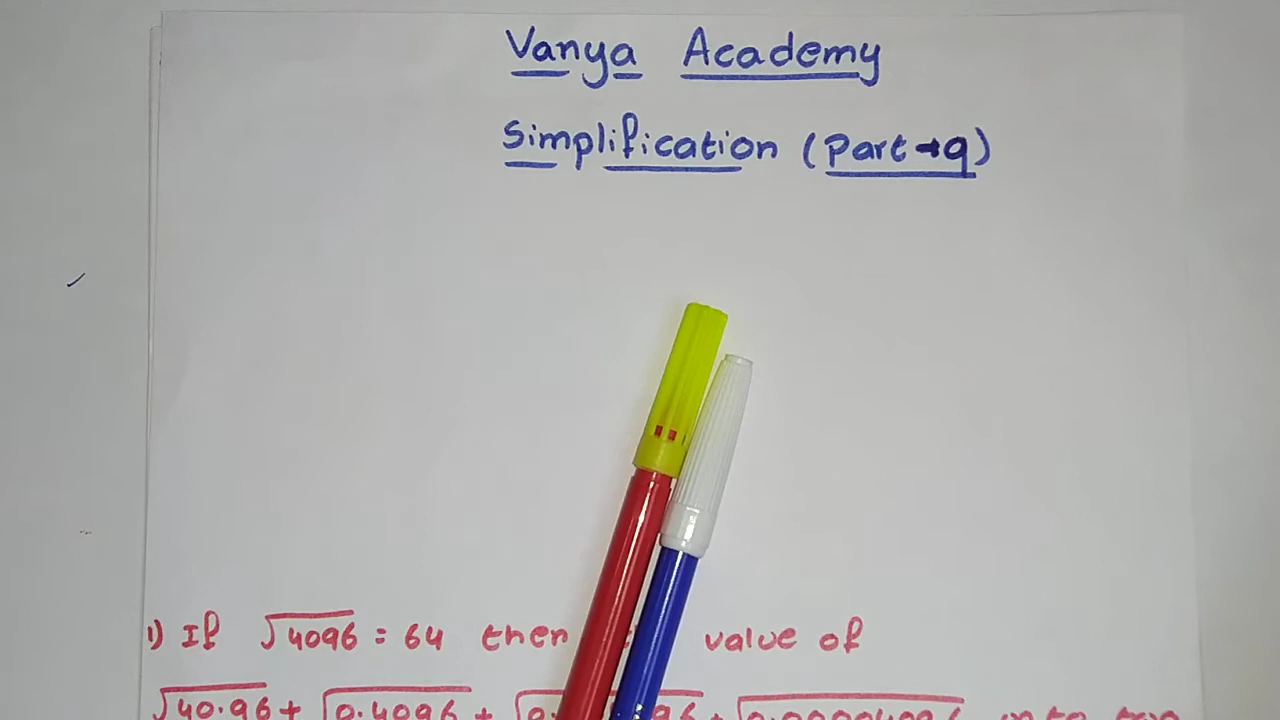 Vanya Academy
Simplification (Part-9)
1) If √4096 = 64 then value of
√40.96 + √0.4096 +